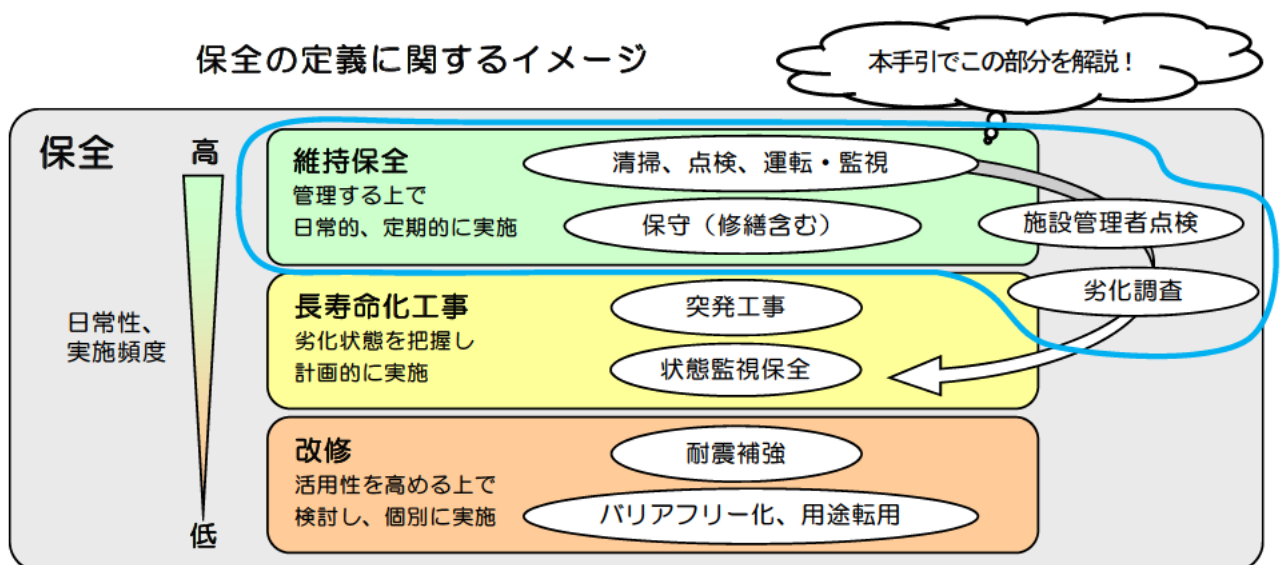 保全の定義に関するイメージ
本手引でこの部分を解説！
保全
高
日常性、
実施頻度
低
維持保全
管理する上で
日常的、定期的に実施
清掃、点検、運転・監視
保守（修繕含む）
施設管理者点検
劣化調査
長寿命化工事
劣化状態を把握し
計画的に実施
突発工事
状態監視保全
改修
活用性を高める上で
検討し、個別に実施
耐震補強
バリアフリー化、用途転用